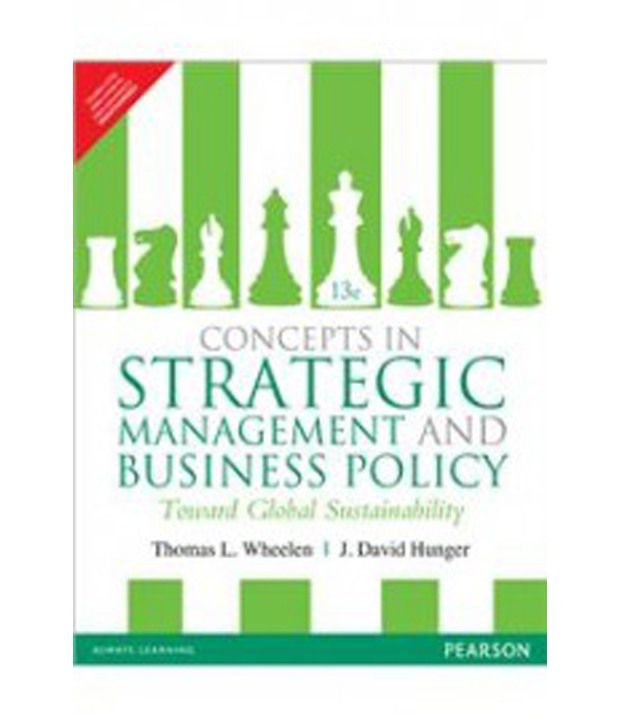 13e
CONCEPTS IN
STRATEGIC
MANAGEMENT AND
BUSINESS POLICY
Toward Global Sustainability
Thomas L. Wheelen | J. David Hunger
ALWAYS LEARNING
PEARSON